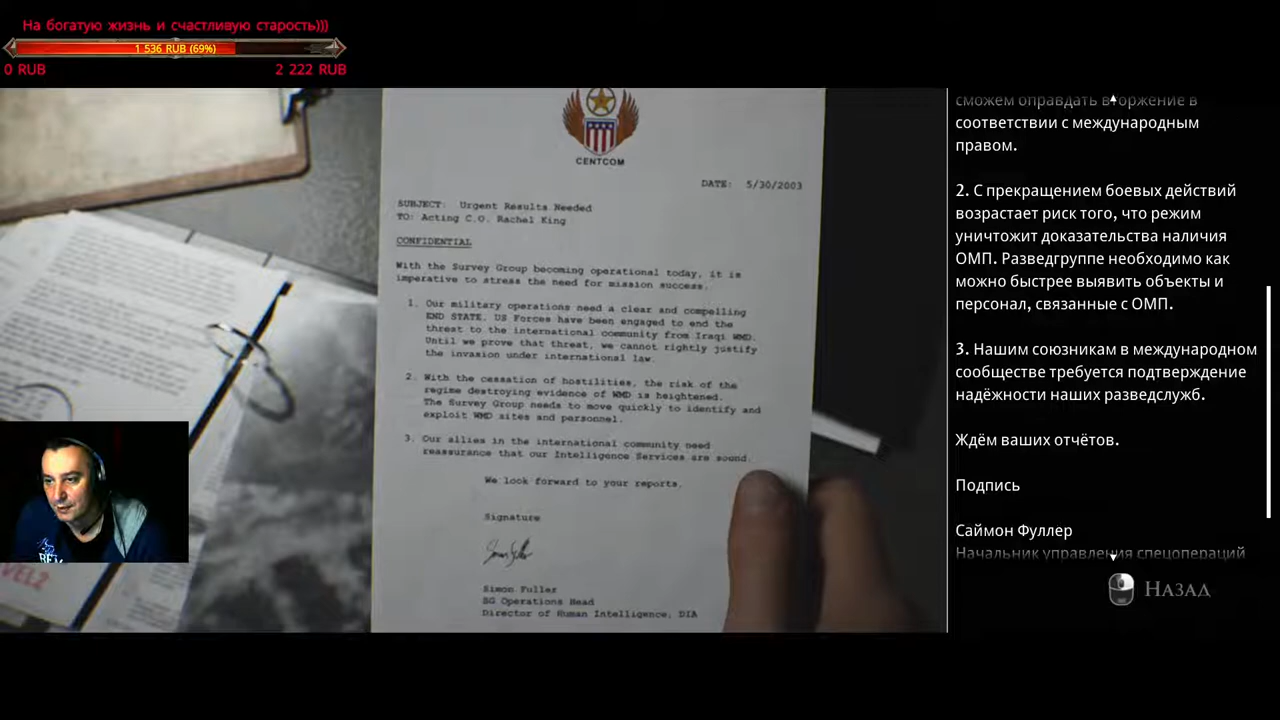 На богатую жизнь и счастливую старость)))
1 536 RUB (69%)
0 RUB
2 222 RUB
CENTCOM
DATE: 5/30/2003
SUBJECT: Urgent Results Needed
TO: Acting C.O. Rachel King
CONFIDENTIAL
With the Survey Group becoming operational today, it is
imperative to stress the need for mission success.
1. Our military operations need a clear and compelling
END STATE. US Forces have been engaged to end the
threat to the international community from Iraqi WMD.
Until we prove that threat, we cannot rightly justify
the invasion under international law.
2. With the cessation of hostilities, the risk of the
regime destroying evidence of WMD is heightened.
The Survey Group needs to move quickly to identify and
exploit WMD sites and personnel.
3. Our allies in the international community need
reassurance that our Intelligence Services are sound.
We look forward to your reports.
Signature
Simon Fuller
SG Operations Head
Director of Human Intelligence, DIA
VEL2
сможем оправдать вторжение в
соответствии с международным
правом.
2. С прекращением боевых действий
возрастает риск того, что режим
уничтожит доказательства наличия
ОМП. Разведгруппе необходимо как
можно быстрее выявить объекты и
персонал, связанные с ОМП.
3. Нашим союзникам в международном
сообществе требуется подтверждение
надёжности наших разведслужб.
Ждём ваших отчётов.
Подпись
Саймон Фуллер
Начальник управления спецопераций
Назад